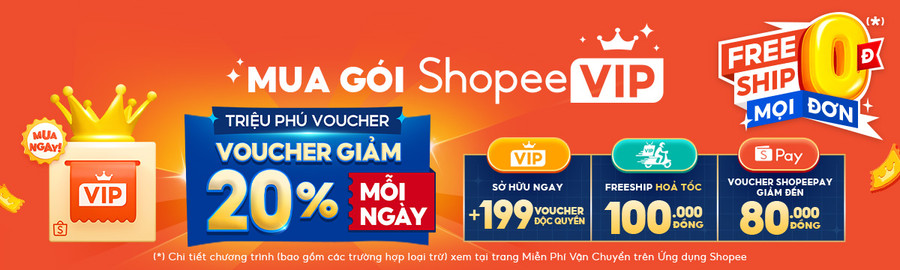 MUA GÓI Shopee VIP
FREE
SHIP
0Đ
(*)
MỌI ĐƠN
MUA
NGAY!
VIP
S
TRIỆU PHÚ VOUCHER
VOUCHER GIẢM
20%
MỖI
NGÀY
VIP
SỞ HỮU NGAY
+199 VOUCHER
ĐỘC QUYỀN
FREESHIP HOẢ TỐC
100.000
ĐỒNG
S Pay
VOUCHER SHOPEEPAY
GIẢM ĐẾN
80.000
ĐỒNG
(*) Chi tiết chương trình (bao gồm các trường hợp loại trừ) xem tại trang Miễn Phí Vận Chuyển trên Ứng dụng Shopee